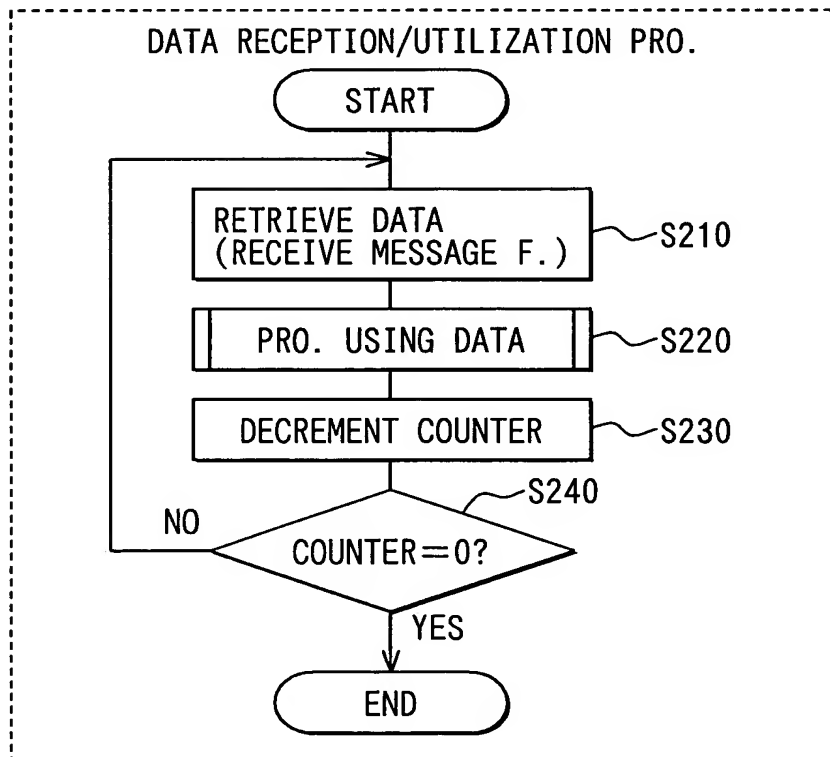 DATA RECEPTION/UTILIZATION PRO.
START
RETRIEVE DATA
(RECEIVE MESSAGE F.)
S210
PRO. USING DATA
S220
DECREMENT COUNTER
S230
S240
NO
COUNTER=0?
YES
END